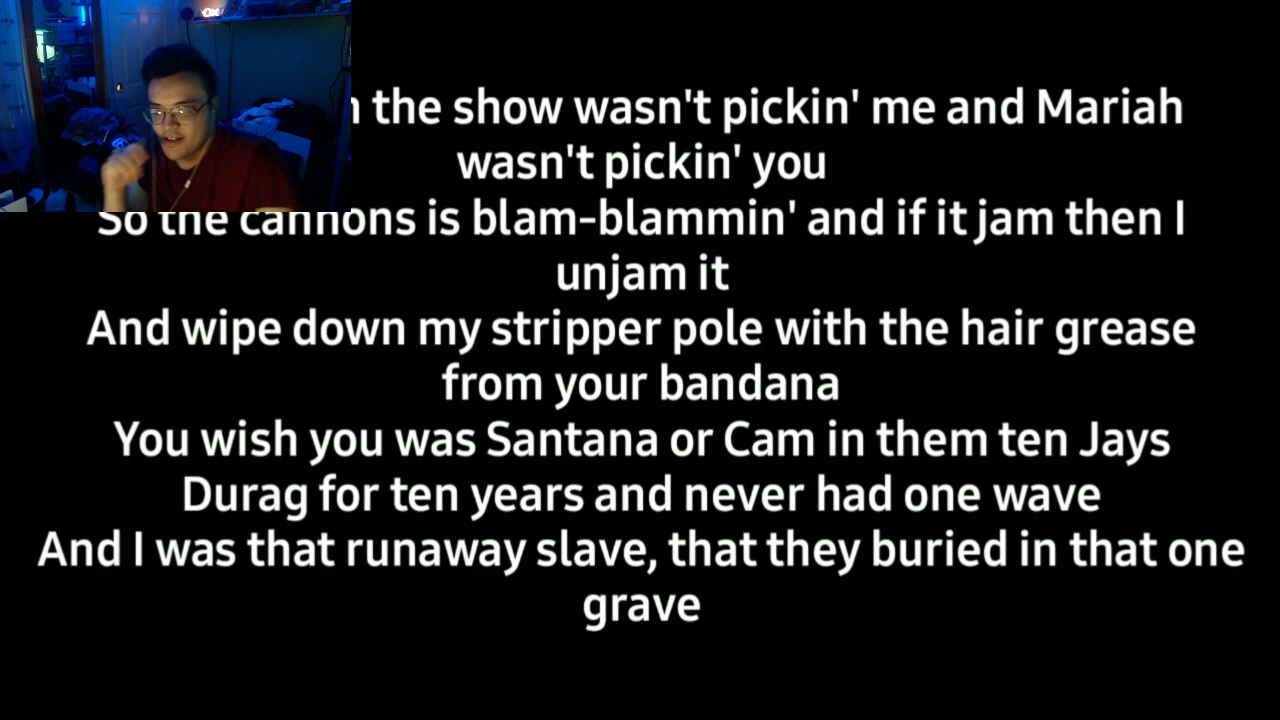 the show wasn't pickin' me and Mariah
wasn't pickin' you
So the cannons is blam-blammin' and if it jam then I
unjam it
And wipe down my stripper pole with the hair grease
from your bandana
You wish you was Santana or Cam in them ten Jays
Durag for ten years and never had one wave
And I was that runaway slave, that they buried in that one
grave